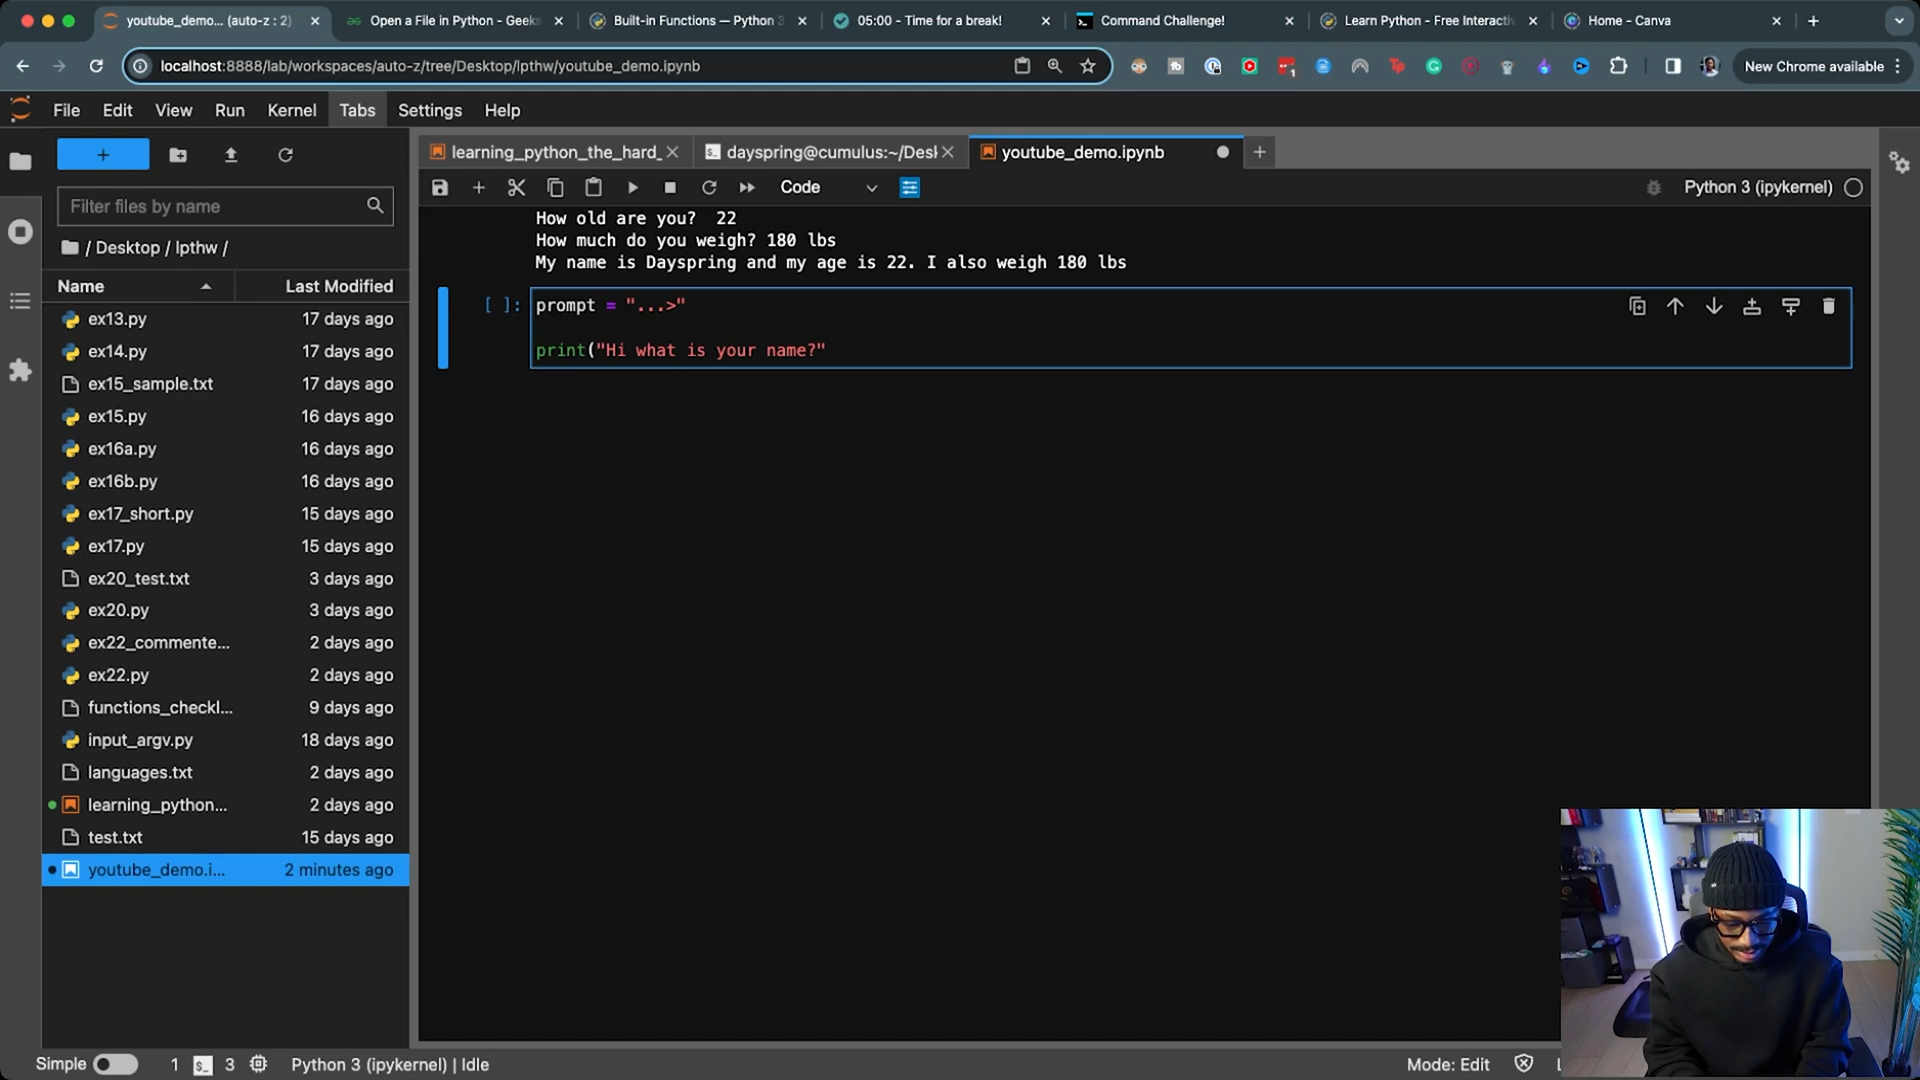 youtube_demo... (auto-z : 2)
Open a File in Python - Geeks
Built-in Functions — Python 3
05:00 - Time for a break!
Command Challenge!
Learn Python - Free Interacti
Home - Canva
localhost:8888/lab/workspaces/auto-z/tree/Desktop/lpthw/youtube_demo.ipynb
New Chrome available
File Edit View Run Kernel Tabs Settings Help
learning_python_the_hard_
dayspring@cumulus:~/Desk
youtube_demo.ipynb
Code
Python 3 (ipykernel)
Filter files by name
/ Desktop / lpthw /
Name Last Modified
ex13.py 17 days ago
ex14.py 17 days ago
ex15_sample.txt 17 days ago
ex15.py 16 days ago
ex16a.py 16 days ago
ex16b.py 16 days ago
ex17_short.py 15 days ago
ex17.py 15 days ago
ex20_test.txt 3 days ago
ex20.py 3 days ago
ex22_commente... 2 days ago
ex22.py 2 days ago
functions_checkl... 9 days ago
input_argv.py 18 days ago
languages.txt 2 days ago
learning_python... 2 days ago
test.txt 15 days ago
youtube_demo.i... 2 minutes ago
How old are you?  22
How much do you weigh? 180 lbs
My name is Dayspring and my age is 22. I also weigh 180 lbs
[ ]: prompt = "...>"
print("Hi what is your name?"
Simple 1 3 Python 3 (ipykernel) | Idle
Mode: Edit